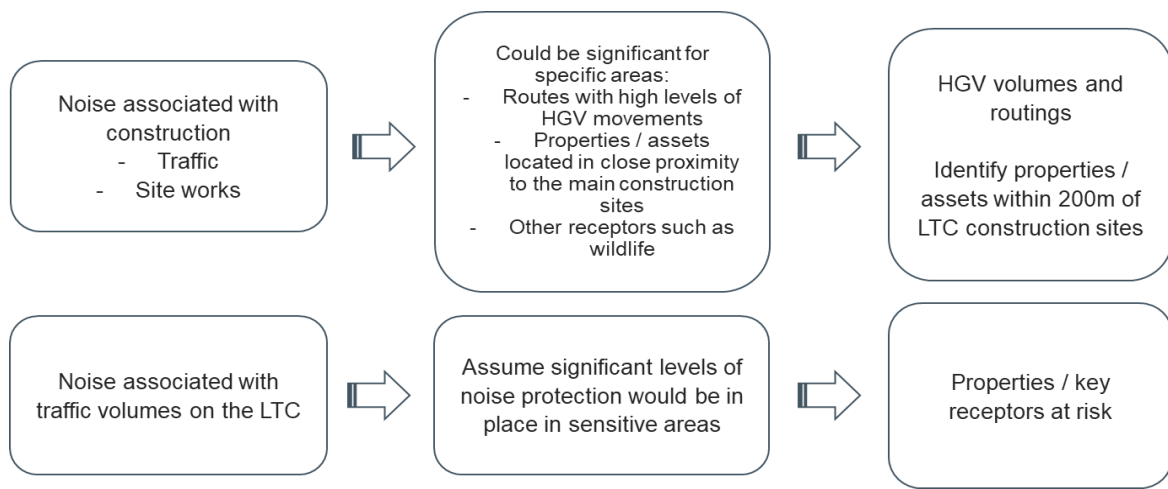 Noise associated with
construction
- Traffic
- Site works
Could be significant for
specific areas:
- Routes with high levels of
HGV movements
- Properties / assets
located in close proximity
to the main construction
sites
- Other receptors such as
wildlife
HGV volumes and
routings
Identify properties /
assets within 200m of
LTC construction sites
Noise associated with
traffic volumes on the LTC
Assume significant levels of
noise protection would be in
place in sensitive areas
Properties / key
receptors at risk